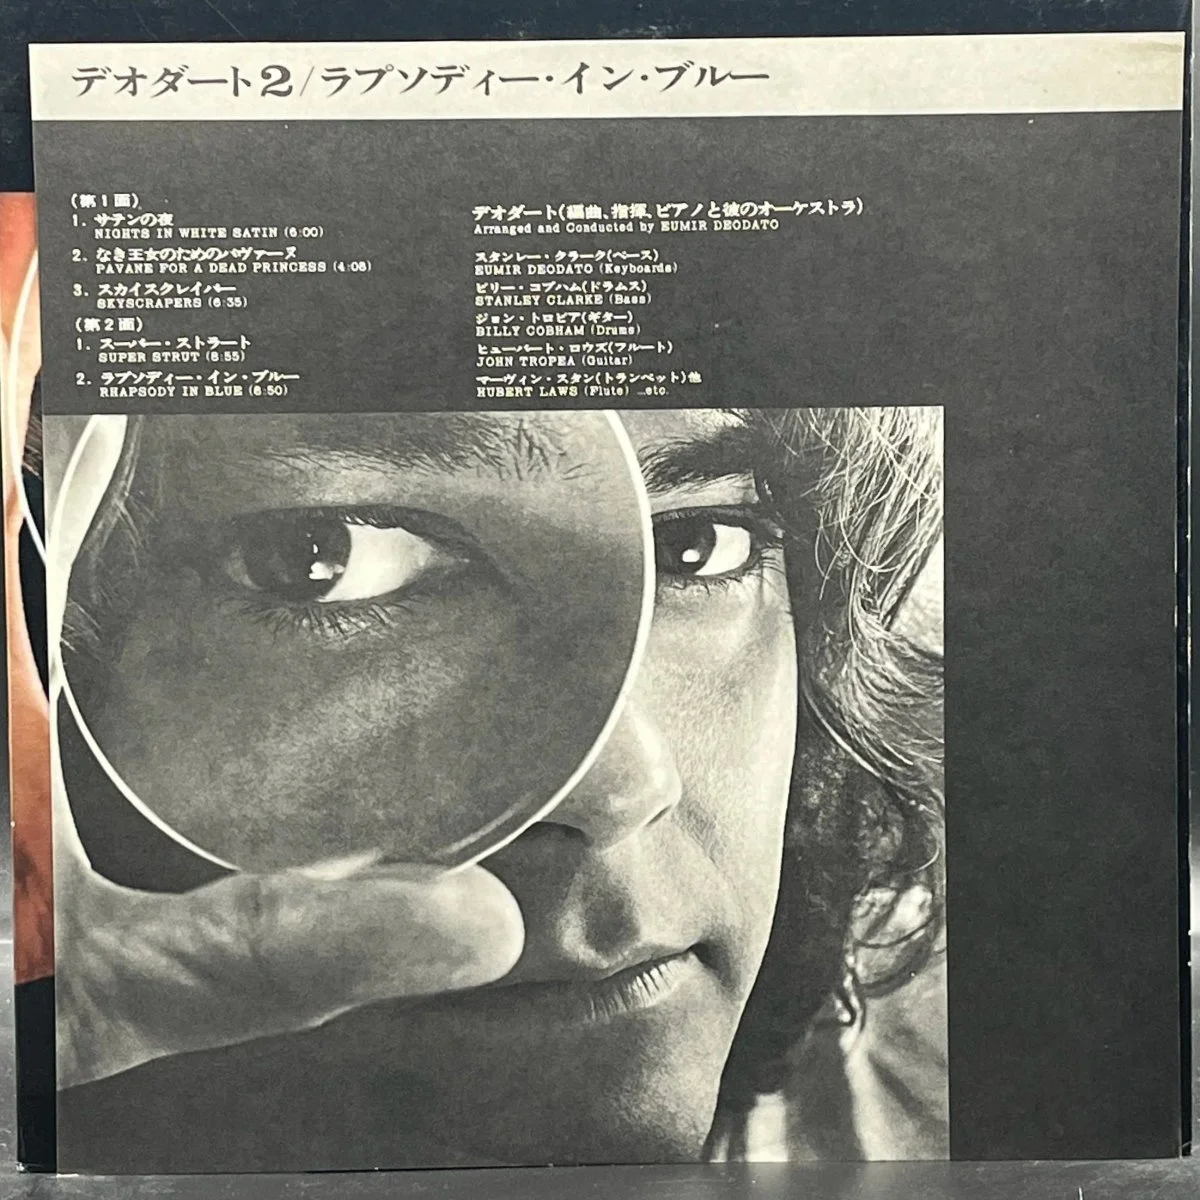 デオダート2/ラプソディー・イン・ブルー
(第1面)
1. サテンの夜
NIGHTS IN WHITE SATIN (6:00)
2. なき王女のためのパヴァーヌ
PAVANE FOR A DEAD PRINCESS (4:08)
3. スカイスクレイパー
SKYSCRAPERS (6:35)
(第2面)
1. スーパー・ストラート
SUPER STRUT (8:55)
2. ラプソディー・イン・ブルー
RHAPSODY IN BLUE (8:50)
デオダート(編曲、指揮、ピアノと彼のオーケストラ)
Arranged and Conducted by EUMIR DEODATO
スタンレー・クラーク(ベース)
EUMIR DEODATO (Keyboards)
ビリー・コブハム(ドラムス)
STANLEY CLARKE (Bass)
ジョン・トロピア(ギター)
BILLY COBHAM (Drums)
ヒューバート・ロウズ(フルート)
JOHN TROPEA (Guitar)
マーヴィン・スタン(トランペット)他
HUBERT LAWS (Flute) …etc.